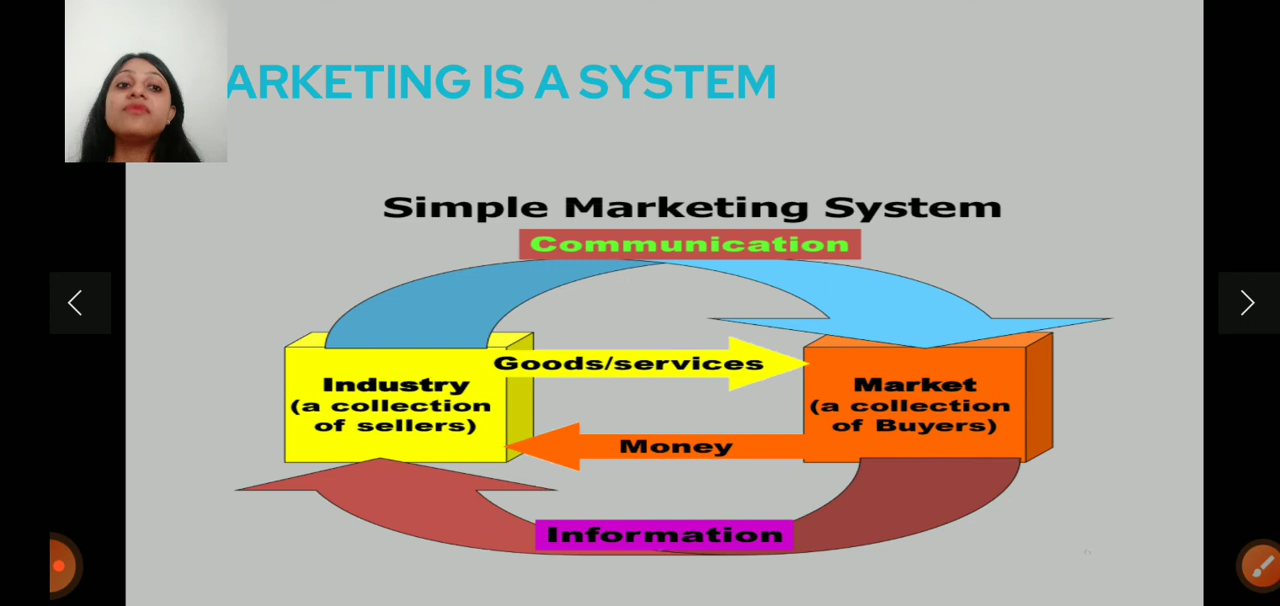 ARKETING IS A SYSTEM
Simple Marketing System
Communication
Goods/services
Industry
(a collection
of sellers)
Market
(a collection
of Buyers)
Money
Information